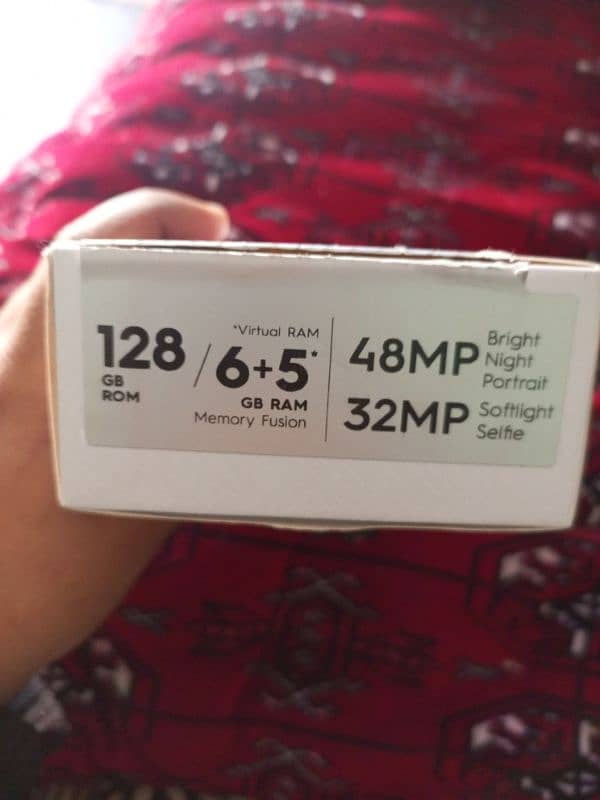 128
GB
ROM
/
*Virtual RAM
6+5*
GB RAM
Memory Fusion
48MP
Bright
Night
Portrait
32MP
Softlight
Selfie